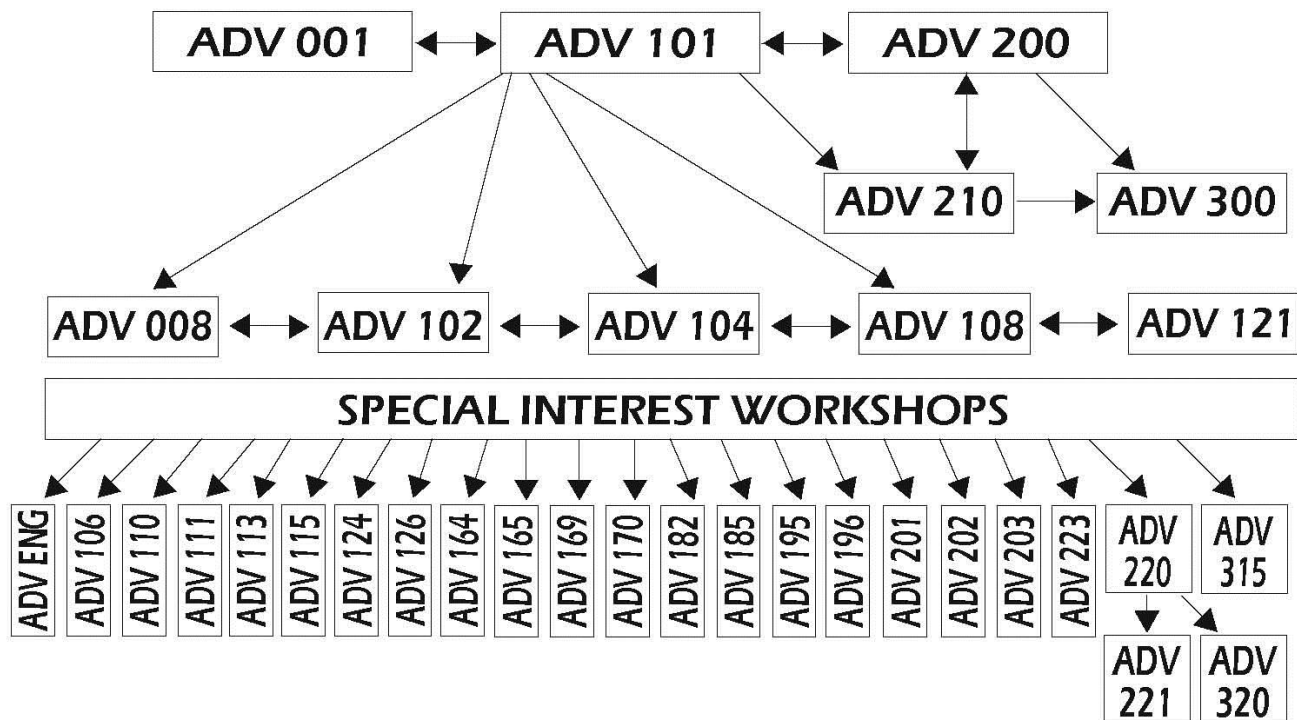 ADV 001
ADV 101
ADV 200
ADV 210
ADV 300
ADV 008
ADV 102
ADV 104
ADV 108
ADV 121
SPECIAL INTEREST WORKSHOPS
ADV ENG
ADV 106
ADV 110
ADV 111
ADV 113
ADV 115
ADV 124
ADV 126
ADV 164
ADV 165
ADV 169
ADV 170
ADV 182
ADV 185
ADV 195
ADV 196
ADV 201
ADV 202
ADV 203
ADV 223
ADV
220
ADV
315
ADV
221
ADV
320